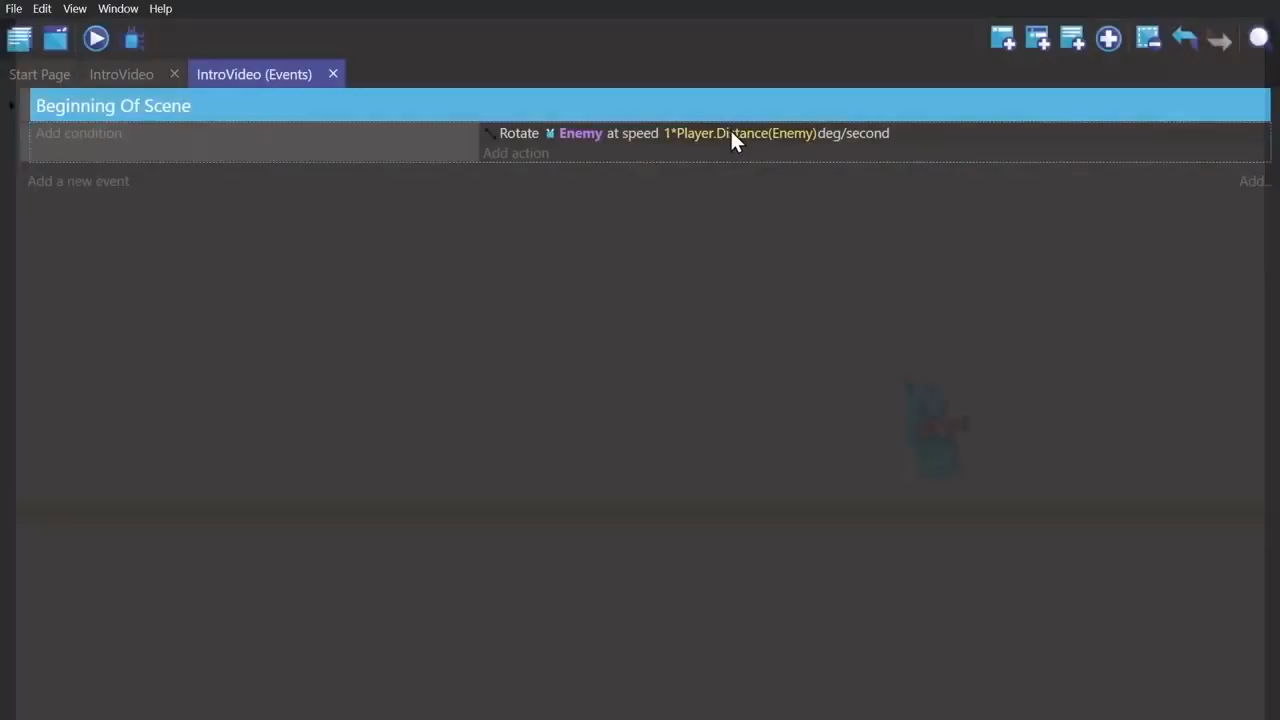 File Edit View Window Help
Start Page IntroVideo IntroVideo (Events)
Beginning Of Scene
Add condition
Rotate Enemy at speed 1*Player.Distance(Enemy)deg/second
Add action
Add a new event
Add...